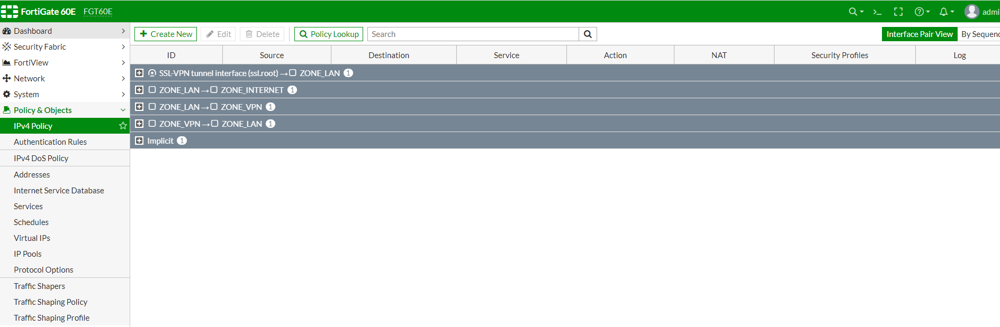 FortiGate 60E FGT60E admi
Create New Edit Delete Policy Lookup Search Interface Pair View By Sequenc
ID Source Destination Service Action NAT Security Profiles Log
SSL-VPN tunnel interface (ssl.root) → ZONE_LAN 1
ZONE_LAN → ZONE_INTERNET 1
ZONE_LAN → ZONE_VPN 1
ZONE_VPN → ZONE_LAN 1
Implicit 1
Dashboard
Security Fabric
FortiView
Network
System
Policy & Objects
IPv4 Policy
Authentication Rules
IPv4 DoS Policy
Addresses
Internet Service Database
Services
Schedules
Virtual IPs
IP Pools
Protocol Options
Traffic Shapers
Traffic Shaping Policy
Traffic Shaping Profile